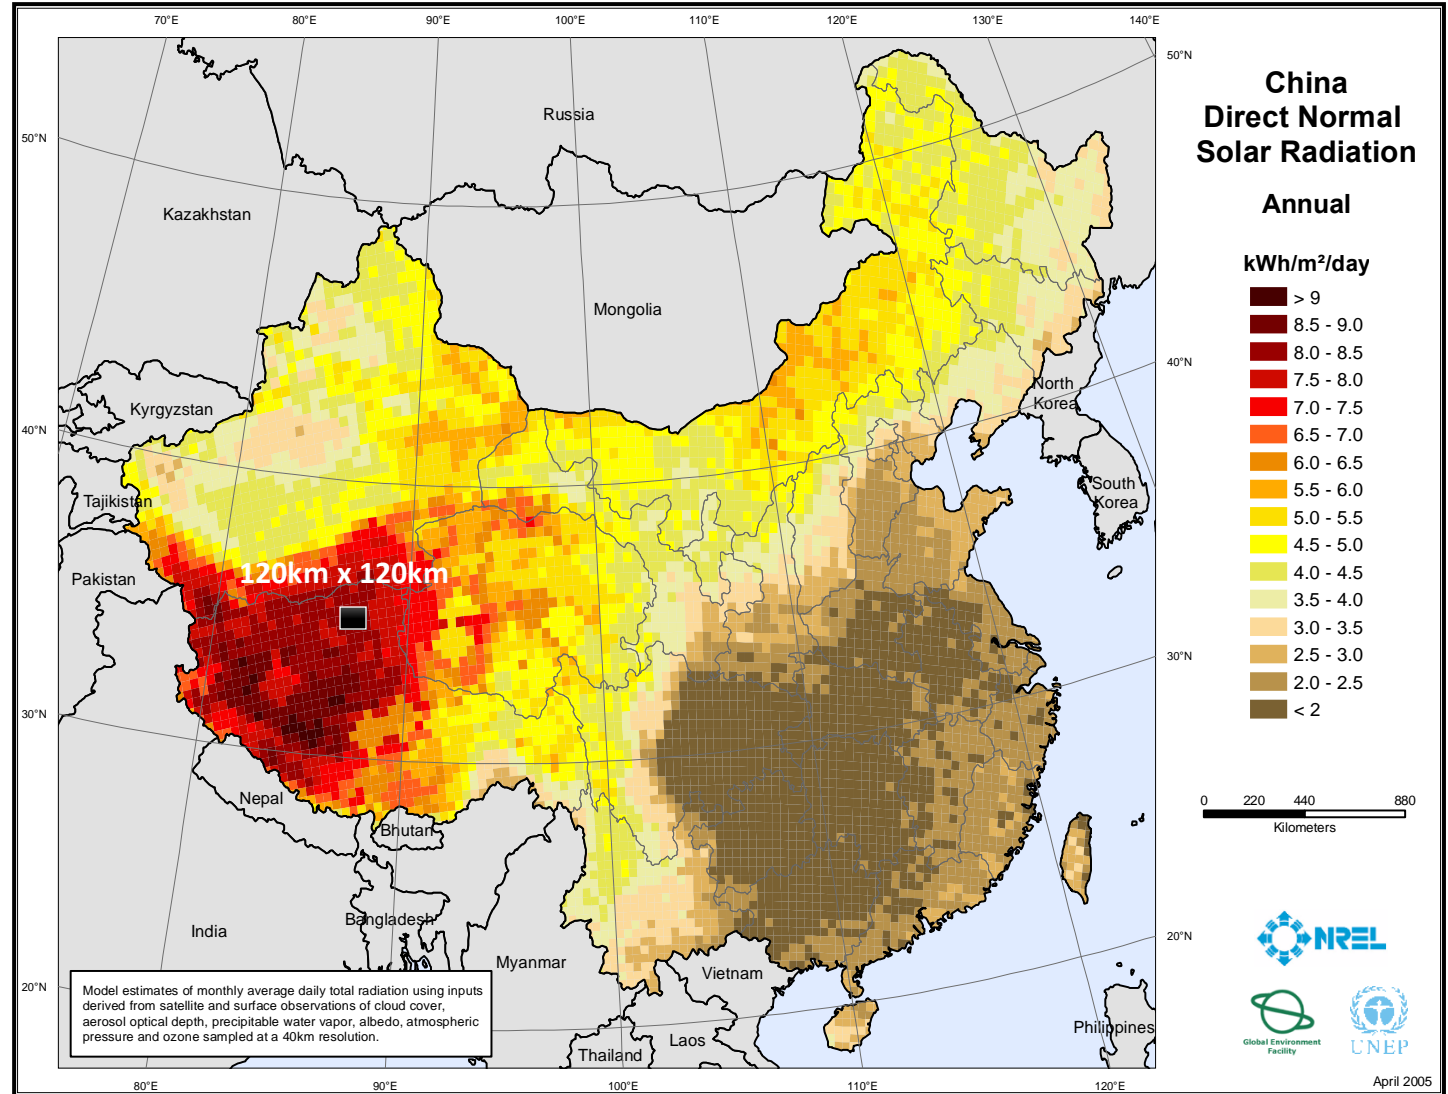 70°E 80°E 90°E 100°E 110°E 120°E 130°E 140°E
50°N
China
Direct Normal
Solar Radiation
Annual
kWh/m²/day
> 9
8.5 - 9.0
8.0 - 8.5
7.5 - 8.0
7.0 - 7.5
6.5 - 7.0
6.0 - 6.5
5.5 - 6.0
5.0 - 5.5
4.5 - 5.0
4.0 - 4.5
3.5 - 4.0
3.0 - 3.5
2.5 - 3.0
2.0 - 2.5
< 2
Russia
50°N
Kazakhstan
Mongolia
40°N
North
Korea
Kyrgyzstan
40°N
South
Korea
Tajikistan
120km x 120km
Pakistan
30°N
30°N
Nepal
Bhutan
0 220 440 880
Kilometers
Bangladesh
India
20°N
Myanmar
Vietnam
20°N
Laos
Thailand
Philippines
Model estimates of monthly average daily total radiation using inputs
derived from satellite and surface observations of cloud cover,
aerosol optical depth, precipitable water vapor, albedo, atmospheric
pressure and ozone sampled at a 40km resolution.
NREL
Global Environment
Facility
UNEP
80°E 90°E 100°E 110°E 120°E
April 2005